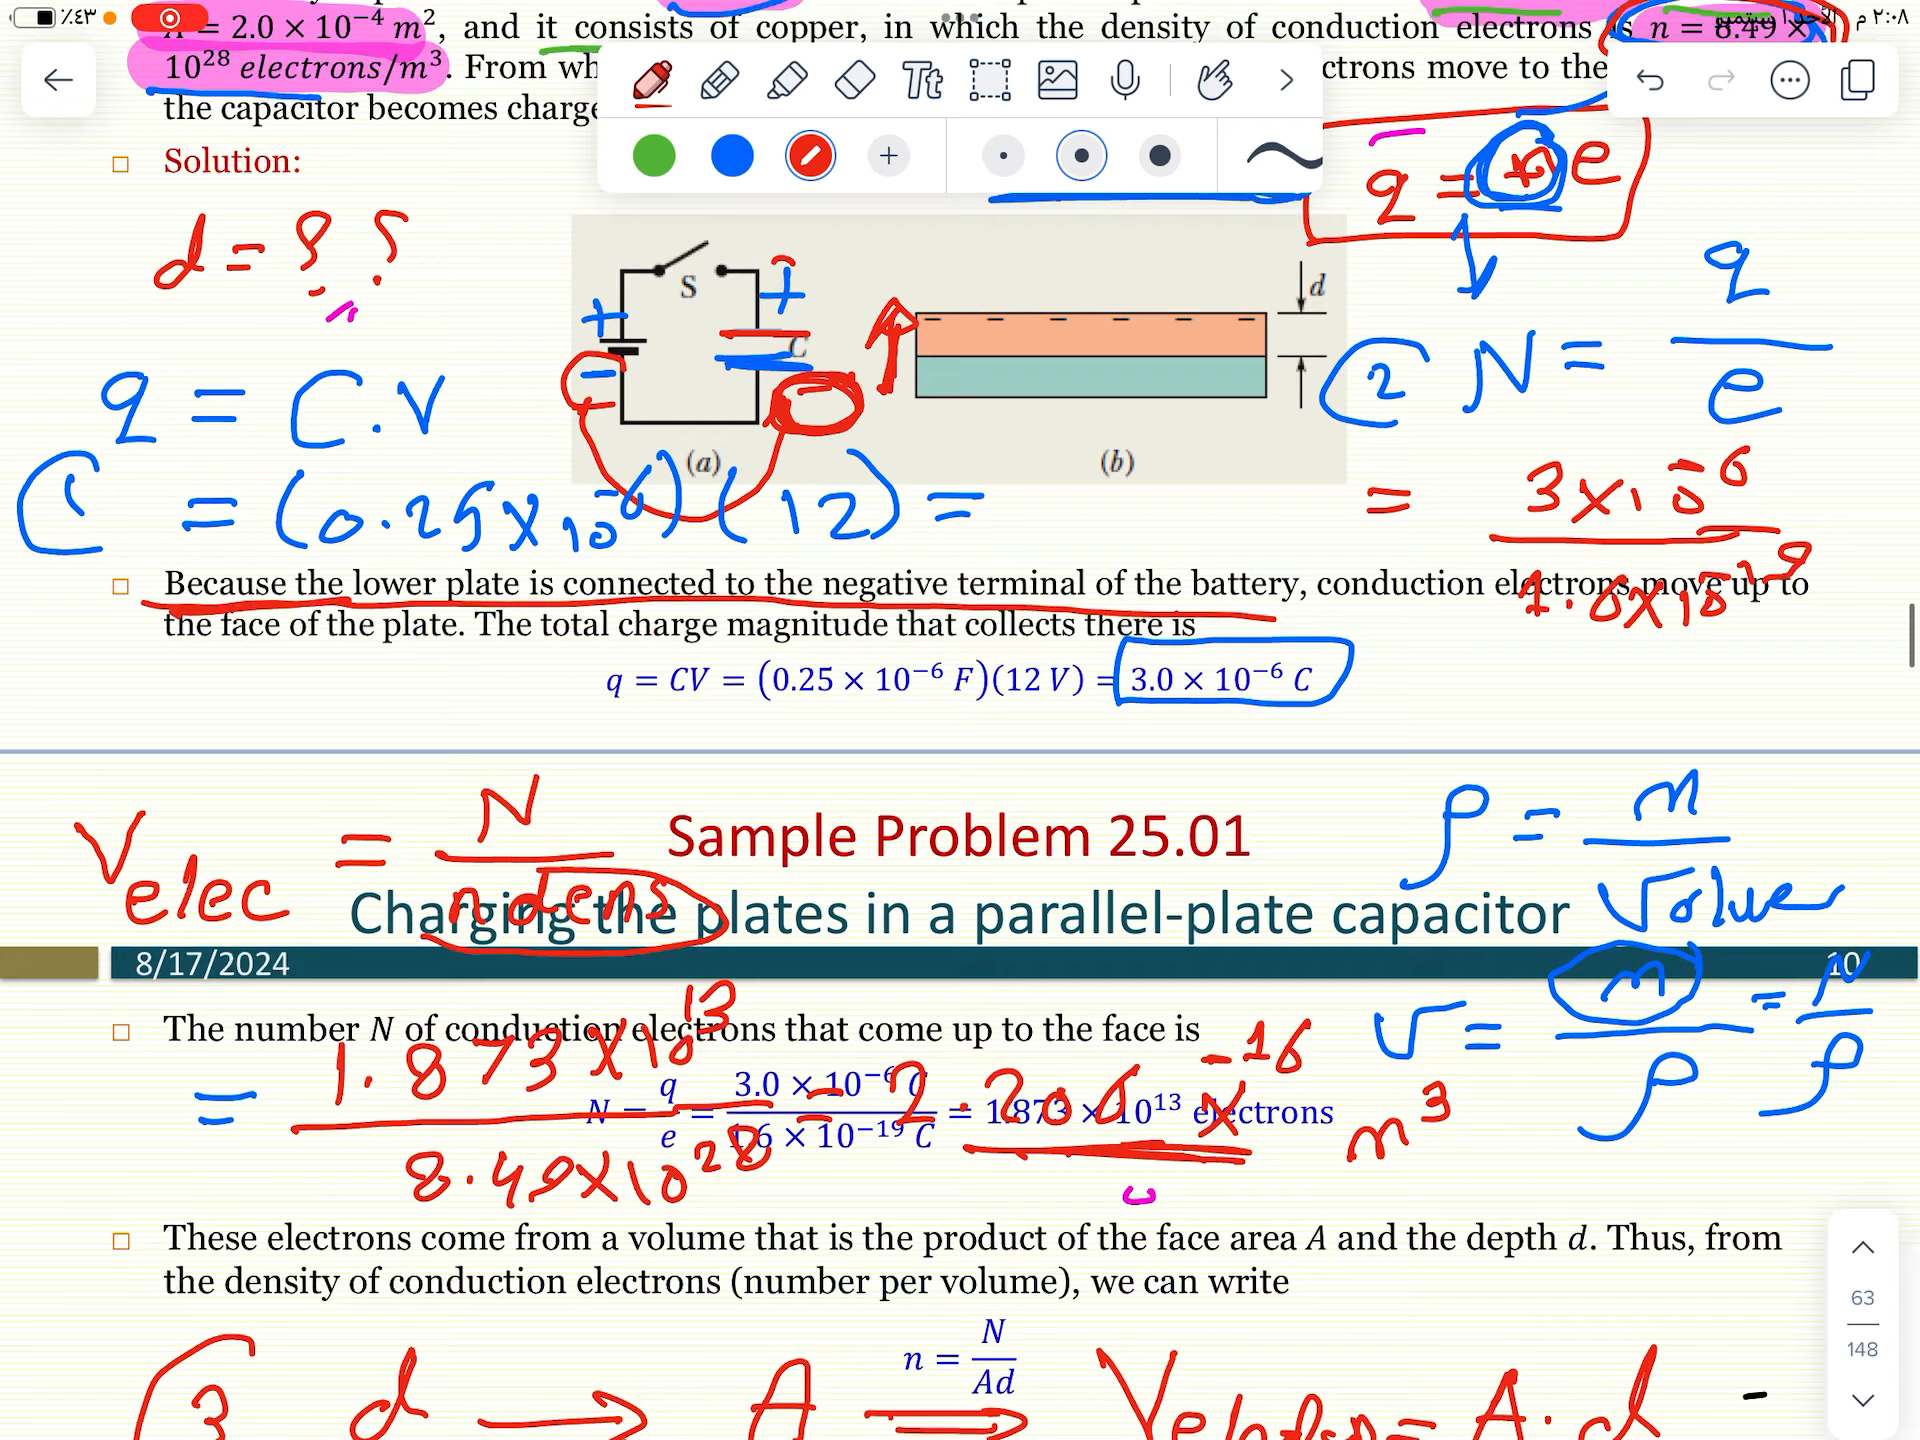 ٪٤٣
٢:٠٨ م
= 2.0 × 10⁻⁴ m², and it consists of copper, in which the density of conduction electrons is n = 8.49 ×
10²⁸ electrons/m³. From wh
ctrons move to the
the capacitor becomes charge
Tt
□ Solution:
q = n e
d = ? ?
S
C
d
+
+
−
−
(a)
(b)
q = C.V
2 N = q / e
1 = (0.25 × 10⁻⁶) (12) =
= 3×10⁻⁶ / 1.6×10⁻¹⁹
□ Because the lower plate is connected to the negative terminal of the battery, conduction electrons move up to
the face of the plate. The total charge magnitude that collects there is
q = CV = (0.25 × 10⁻⁶ F)(12 V) = 3.0 × 10⁻⁶ C
V elec = N / n dens
ρ = m / Volume
Sample Problem 25.01
Charging the plates in a parallel-plate capacitor
8/17/2024
10
V = m / ρ = N / ρ
□ The number N of conduction electrons that come up to the face is
N = q / e = 3.0 × 10⁻⁶ C / 1.6 × 10⁻¹⁹ C = 1.873 × 10¹³ electrons
= 1.873×10¹³ / 8.49×10²⁸ = 2.206 × ⁻¹⁶ m³
□ These electrons come from a volume that is the product of the face area A and the depth d. Thus, from
the density of conduction electrons (number per volume), we can write
63
148
n = N / Ad
3 d → A ⇒ = A.d